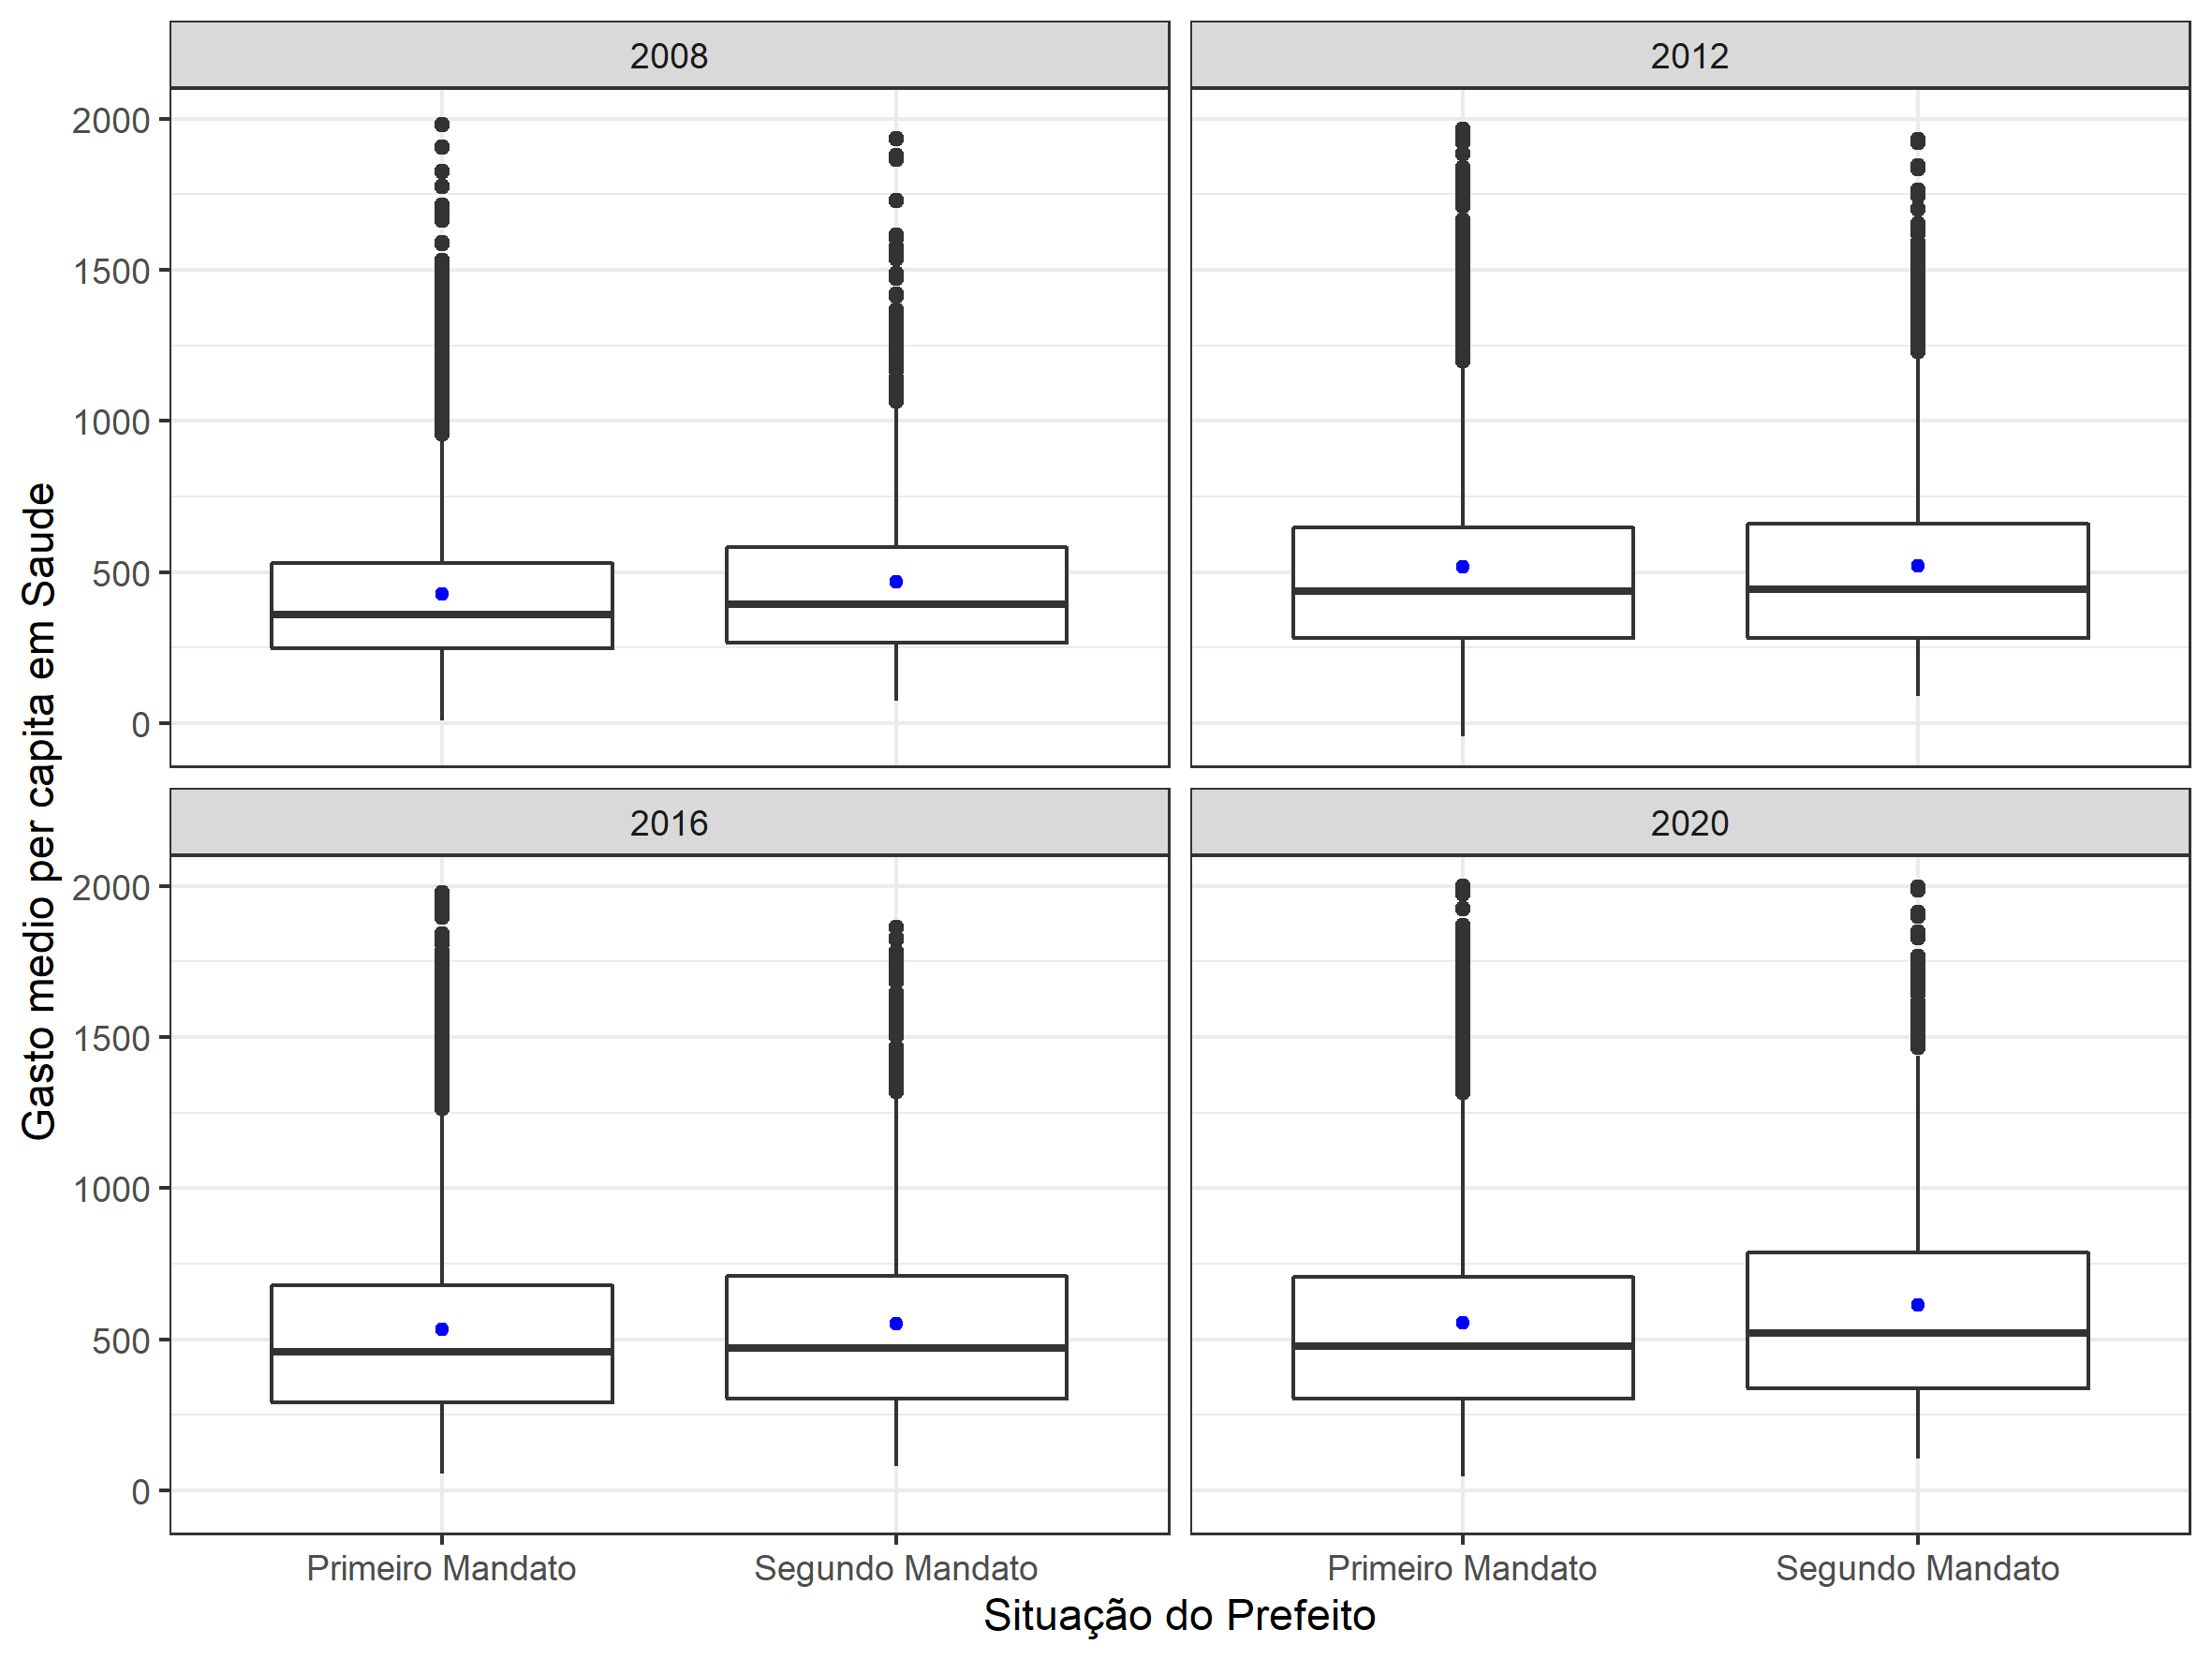 2008
2012
2000
1500
1000
500
0
2016
2020
2000
1500
1000
500
0
Gasto medio per capita em Saude
Primeiro Mandato
Segundo Mandato
Primeiro Mandato
Segundo Mandato
Situação do Prefeito